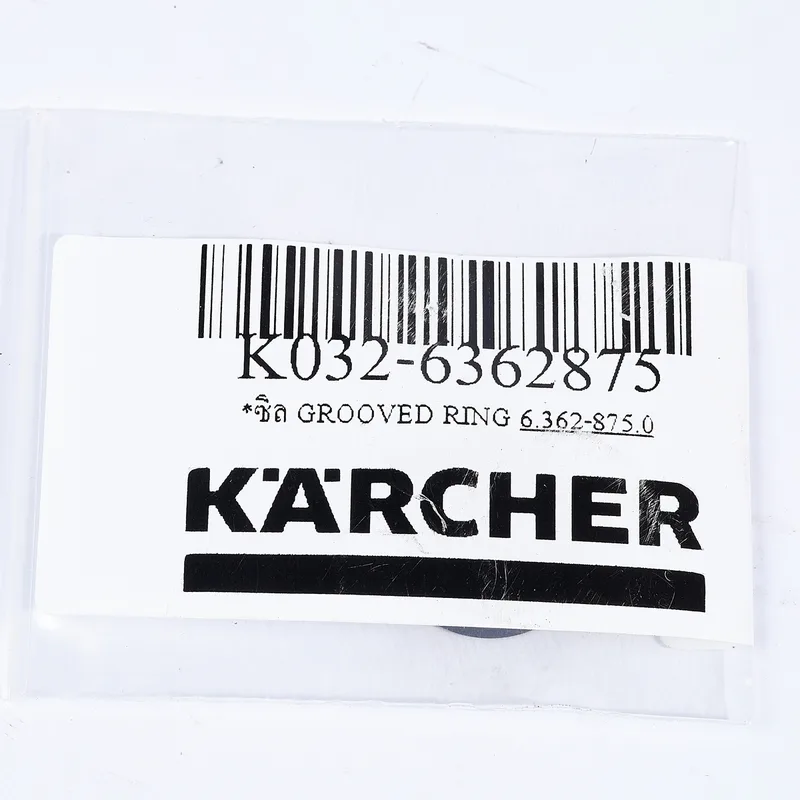 K032-6362875
*ซีล GROOVED RING 6.362-875.0
KÄRCHER